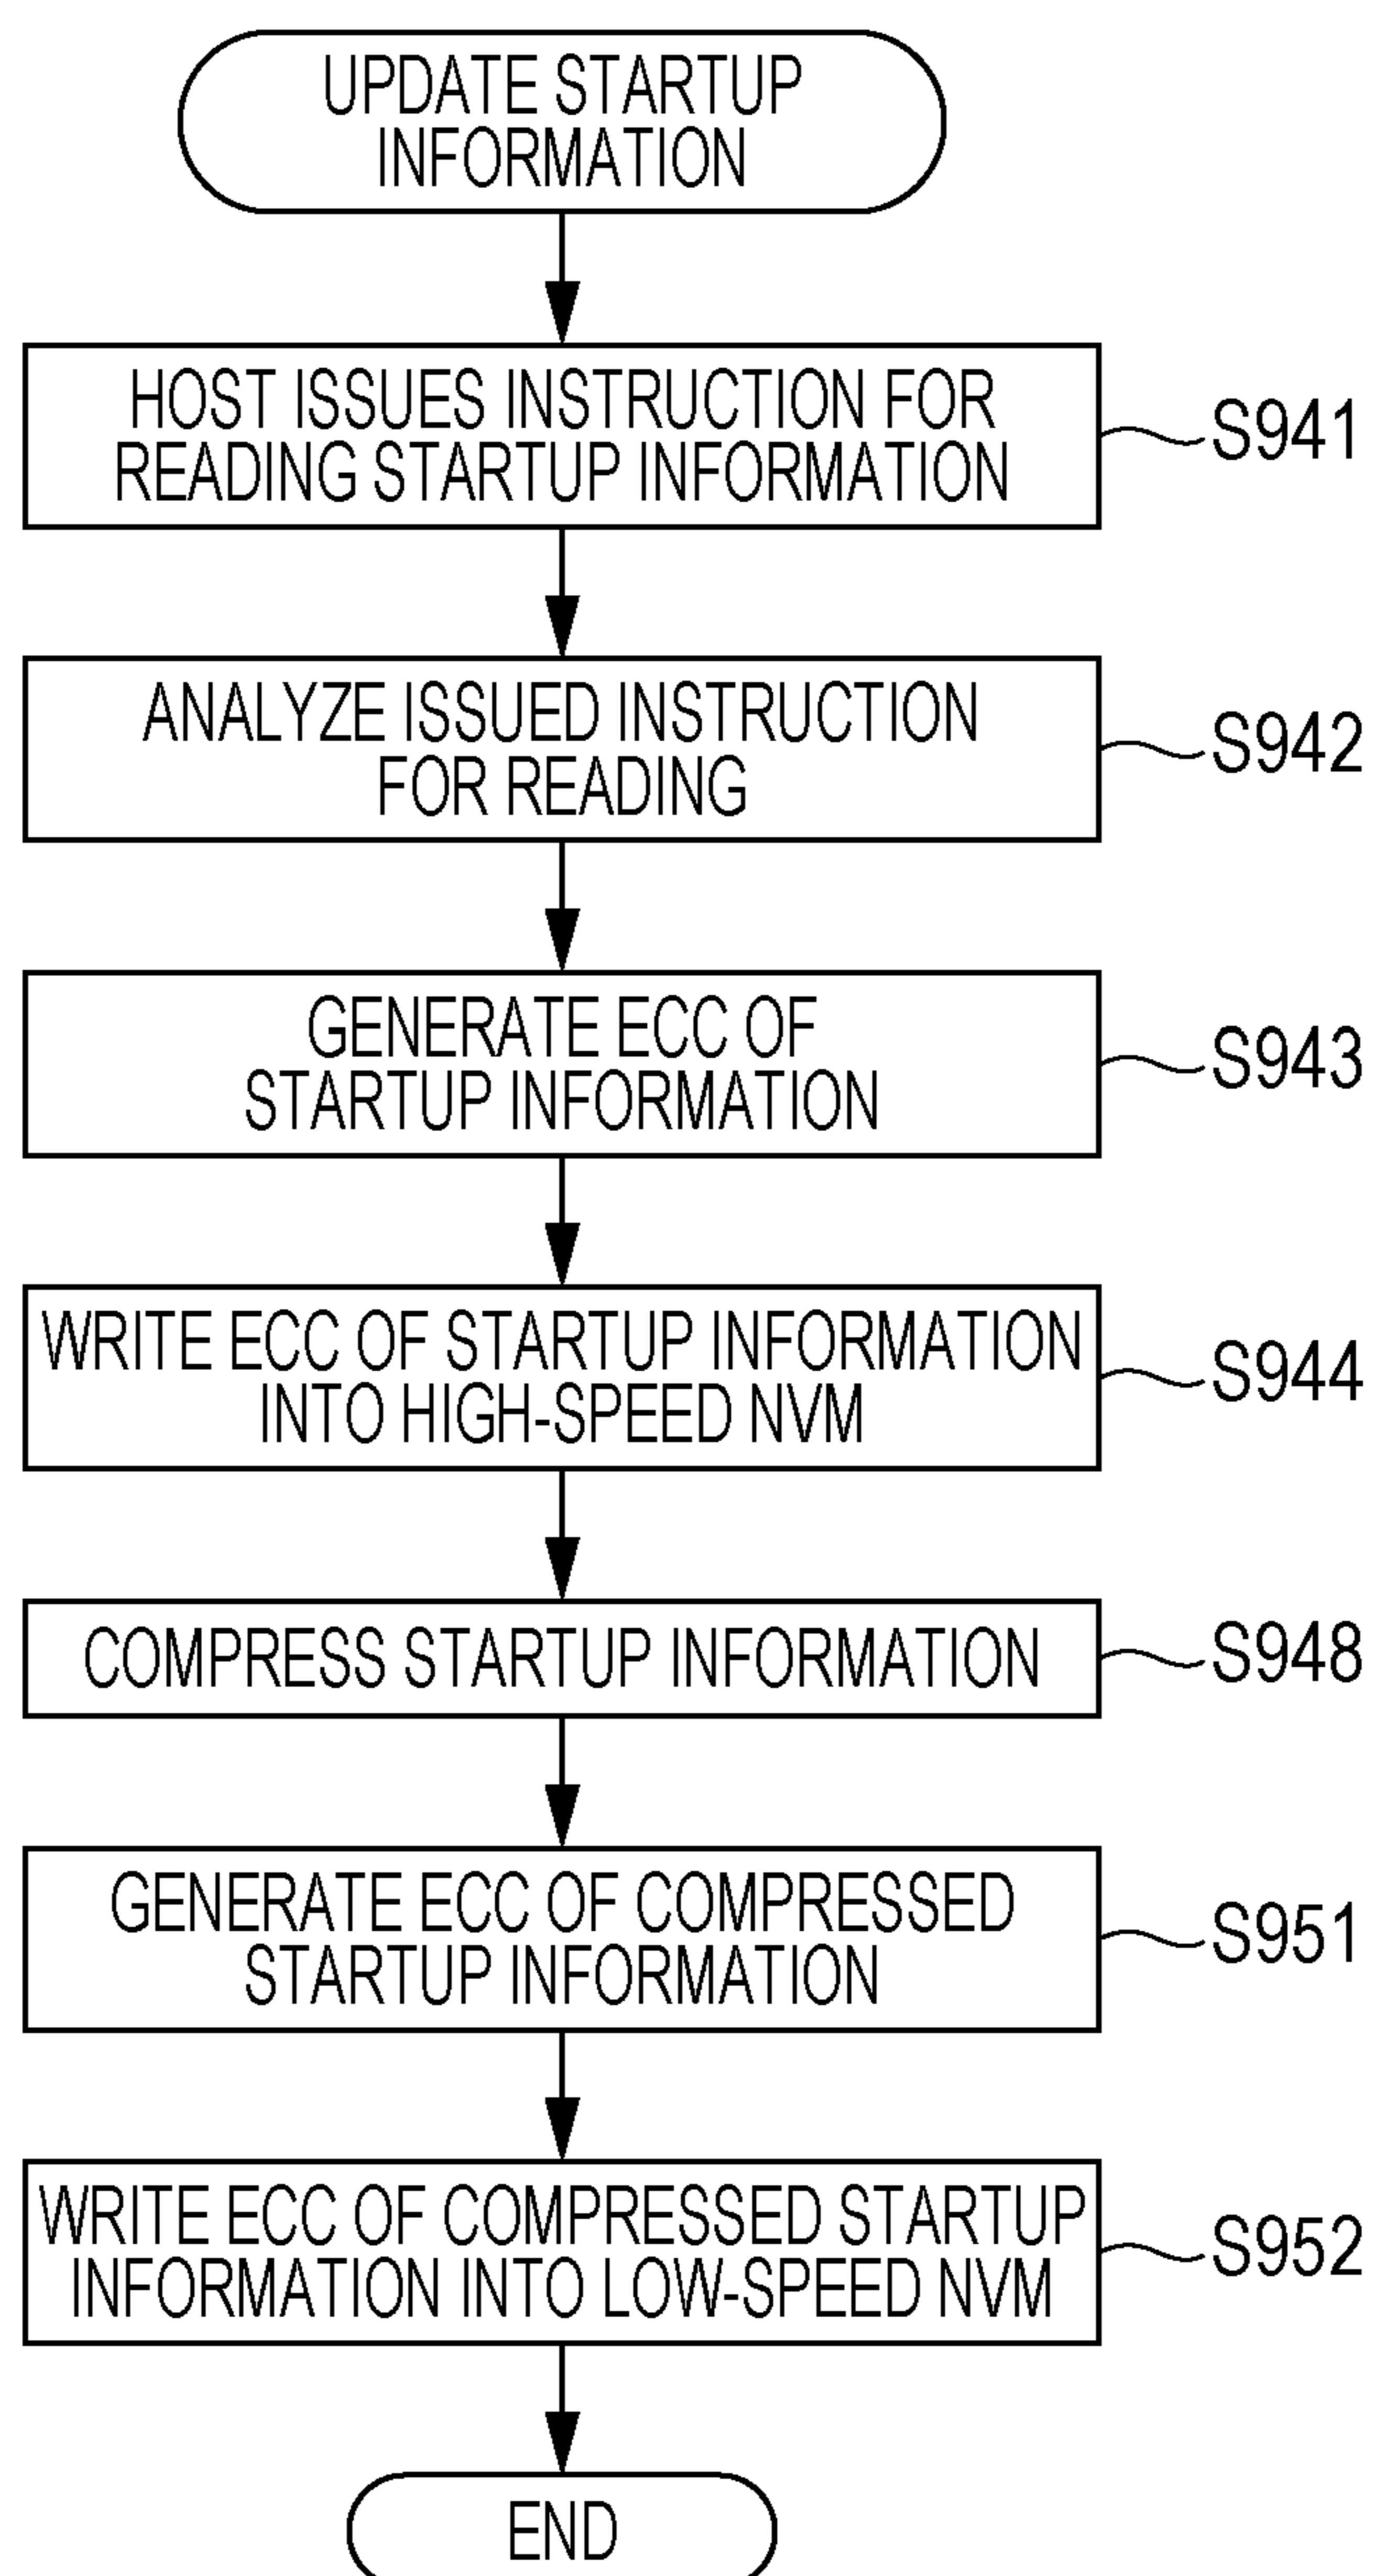 UPDATE STARTUP
INFORMATION
HOST ISSUES INSTRUCTION FOR
READING STARTUP INFORMATION
S941
ANALYZE ISSUED INSTRUCTION
FOR READING
S942
GENERATE ECC OF
STARTUP INFORMATION
S943
WRITE ECC OF STARTUP INFORMATION
INTO HIGH-SPEED NVM
S944
COMPRESS STARTUP INFORMATION
S948
GENERATE ECC OF COMPRESSED
STARTUP INFORMATION
S951
WRITE ECC OF COMPRESSED STARTUP
INFORMATION INTO LOW-SPEED NVM
S952
END